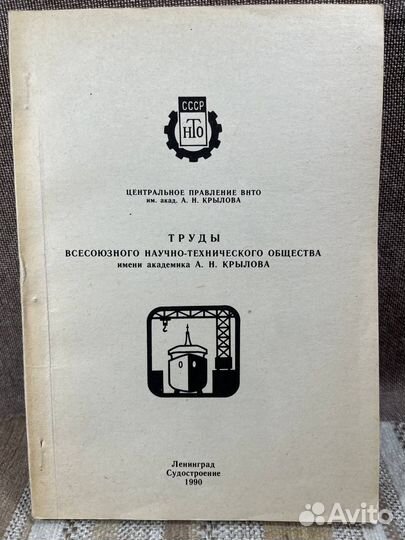 СССР
НТО
ЦЕНТРАЛЬНОЕ ПРАВЛЕНИЕ ВНТО
им. акад. А. Н. КРЫЛОВА
ТРУДЫ
ВСЕСОЮЗНОГО НАУЧНО-ТЕХНИЧЕСКОГО ОБЩЕСТВА
имени академика А. Н. КРЫЛОВА
Ленинград
Судостроение
1990
Avito